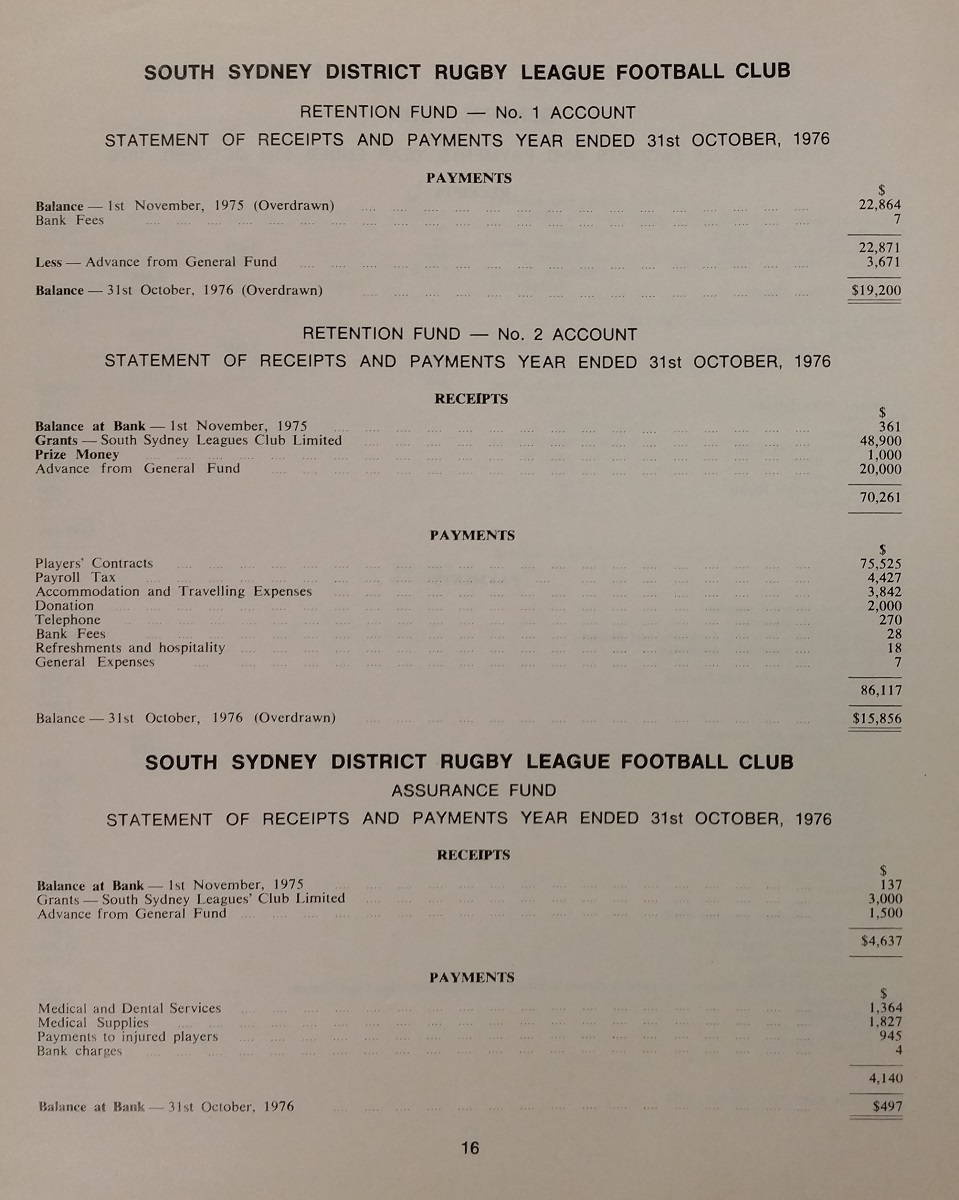 SOUTH SYDNEY DISTRICT RUGBY LEAGUE FOOTBALL CLUB
RETENTION FUND — No. 1 ACCOUNT
STATEMENT OF RECEIPTS AND PAYMENTS YEAR ENDED 31st OCTOBER, 1976
PAYMENTS
$
Balance — 1st November, 1975 (Overdrawn) 22,864
Bank Fees 7
22,871
Less — Advance from General Fund 3,671
Balance — 31st October, 1976 (Overdrawn) $19,200
RETENTION FUND — No. 2 ACCOUNT
STATEMENT OF RECEIPTS AND PAYMENTS YEAR ENDED 31st OCTOBER, 1976
RECEIPTS
$
Balance at Bank — 1st November, 1975 361
Grants — South Sydney Leagues Club Limited 48,900
Prize Money 1,000
Advance from General Fund 20,000
70,261
PAYMENTS
$
Players' Contracts 75,525
Payroll Tax 4,427
Accommodation and Travelling Expenses 3,842
Donation 2,000
Telephone 270
Bank Fees 28
Refreshments and hospitality 18
General Expenses 7
86,117
Balance — 31st October, 1976 (Overdrawn) $15,856
SOUTH SYDNEY DISTRICT RUGBY LEAGUE FOOTBALL CLUB
ASSURANCE FUND
STATEMENT OF RECEIPTS AND PAYMENTS YEAR ENDED 31st OCTOBER, 1976
RECEIPTS
$
Balance at Bank — 1st November, 1975 137
Grants — South Sydney Leagues' Club Limited 3,000
Advance from General Fund 1,500
$4,637
PAYMENTS
$
Medical and Dental Services 1,364
Medical Supplies 1,827
Payments to injured players 945
Bank charges 4
4,140
Balance at Bank — 31st October, 1976 $497
16